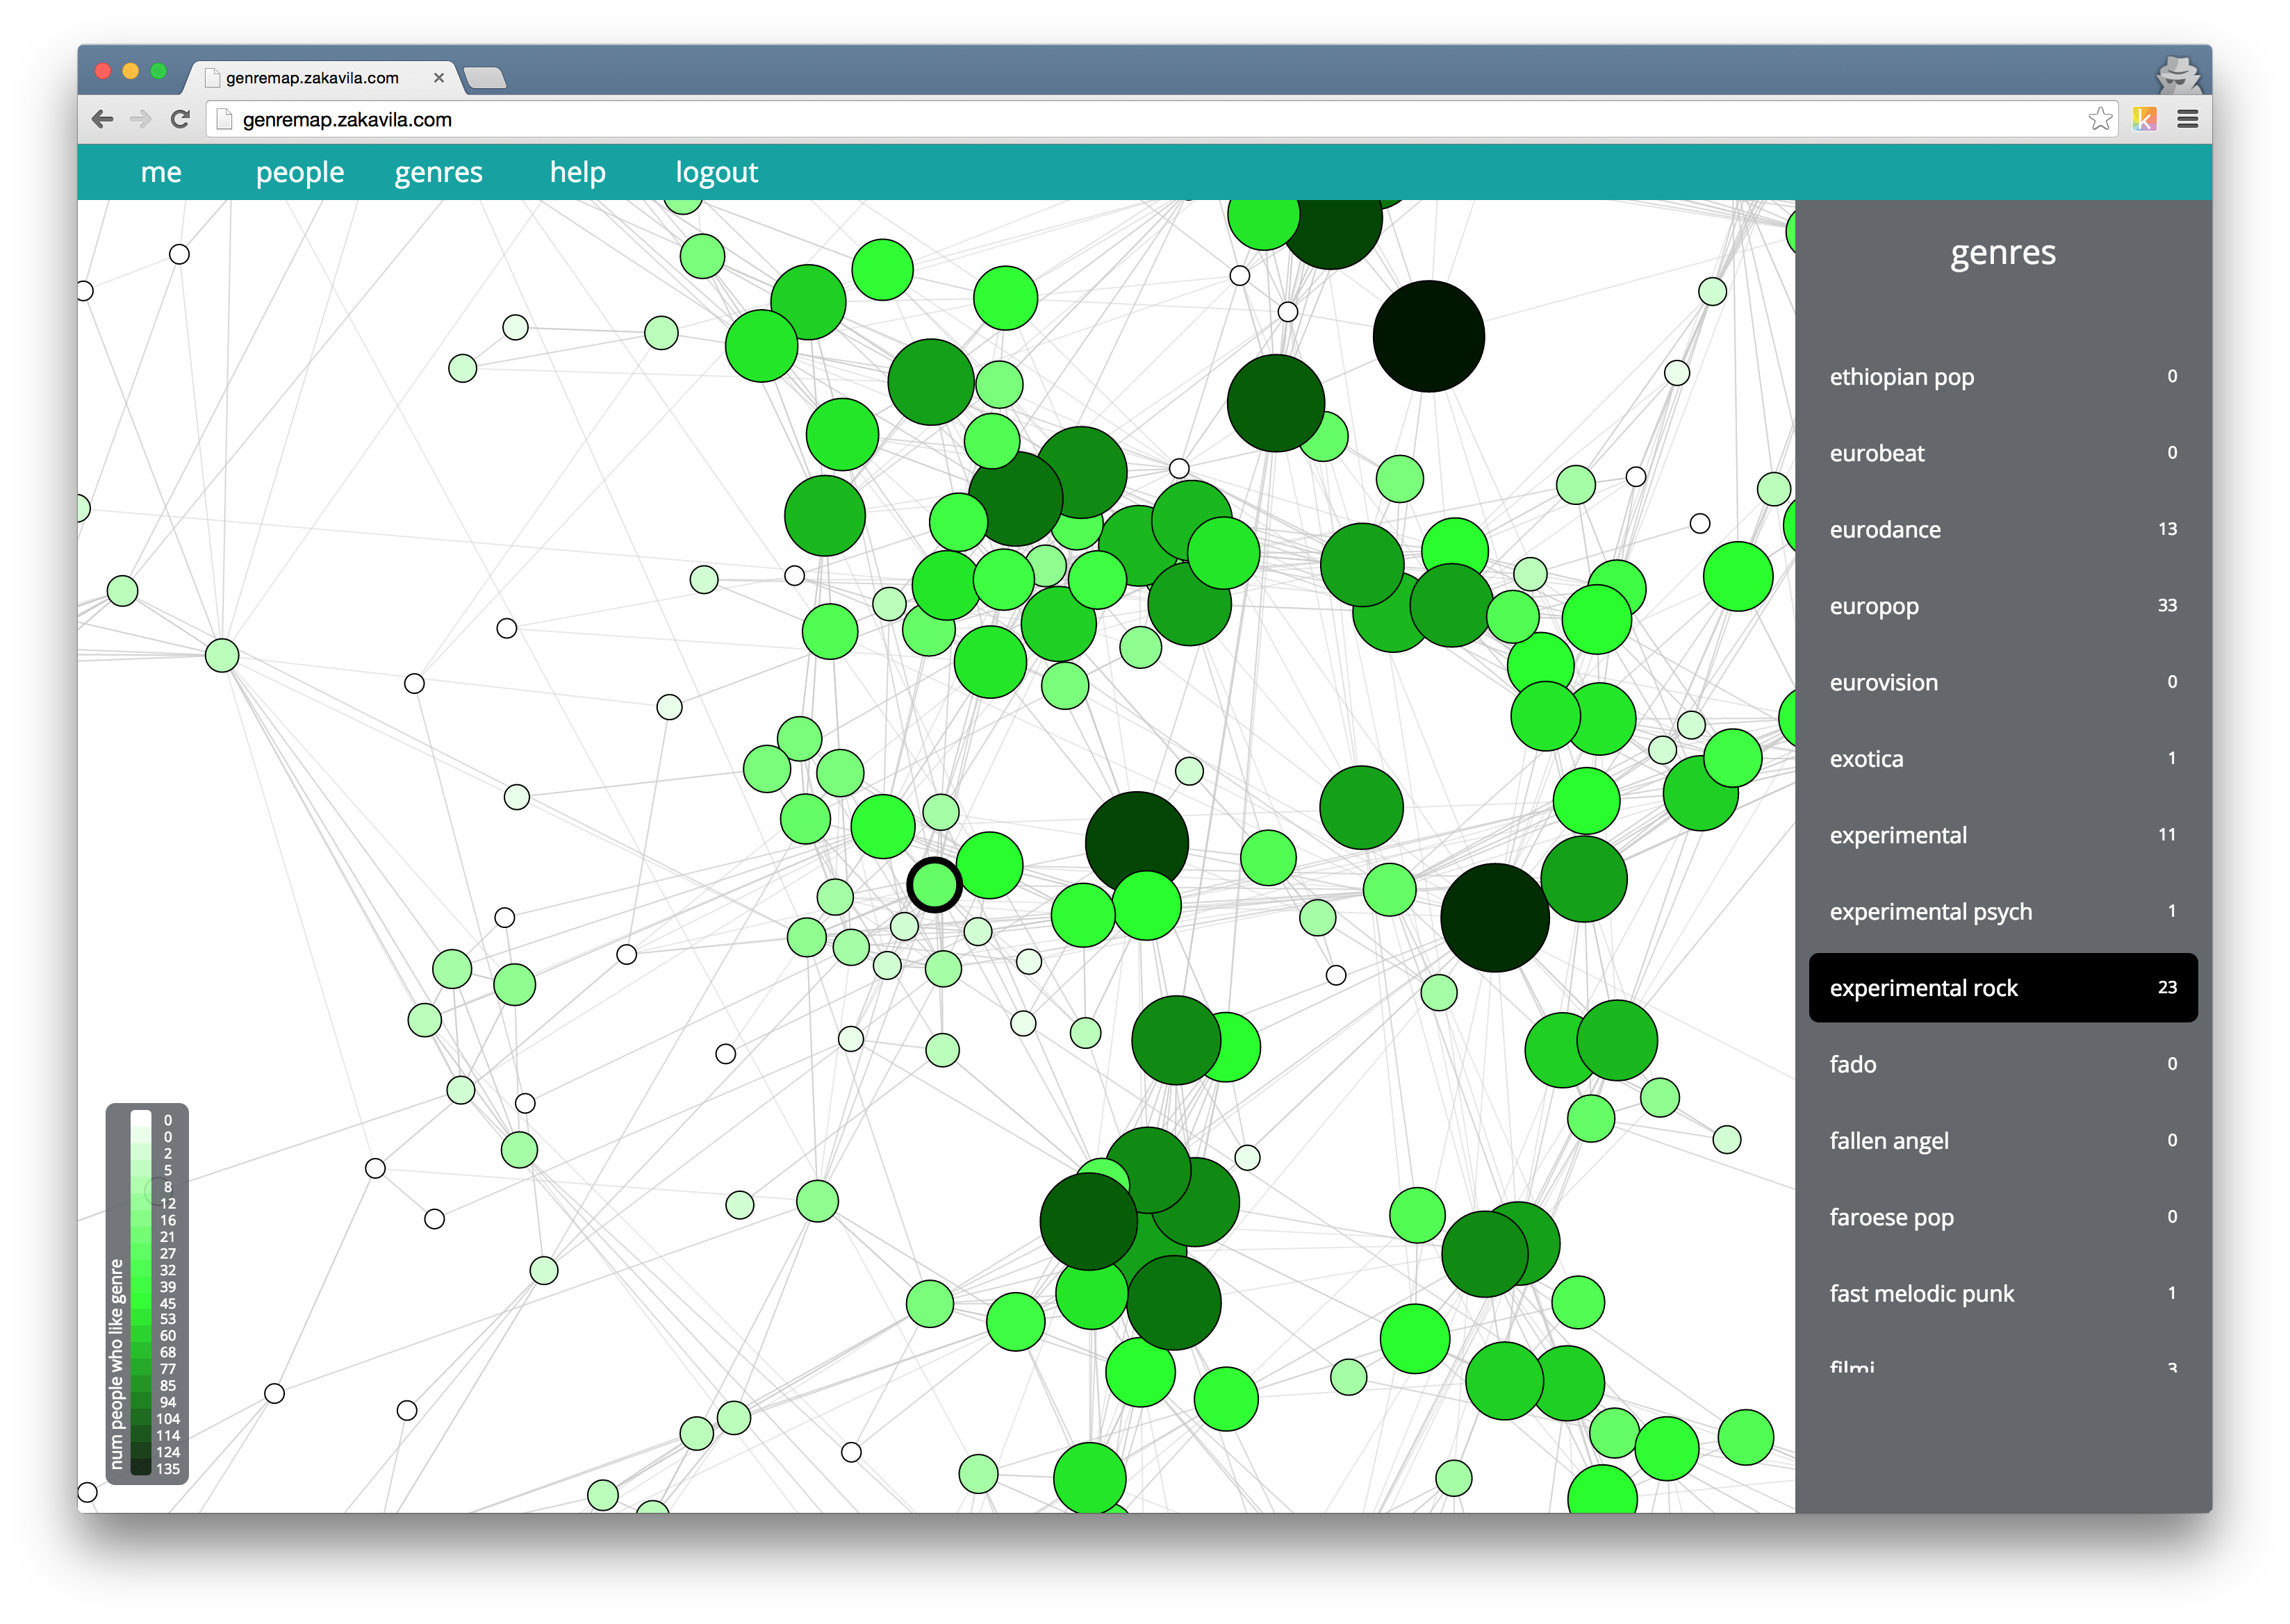 genremap.zakavila.com
genremap.zakavila.com
k
me people genres help logout
genres
ethiopian pop 0
eurobeat 0
eurodance 13
europop 33
eurovision 0
exotica 1
experimental 11
experimental psych 1
experimental rock 23
fado 0
fallen angel 0
faroese pop 0
fast melodic punk 1
filmi 3
num people who like genre
0
0
2
5
8
12
16
21
27
32
39
45
53
60
68
77
85
94
104
114
124
135